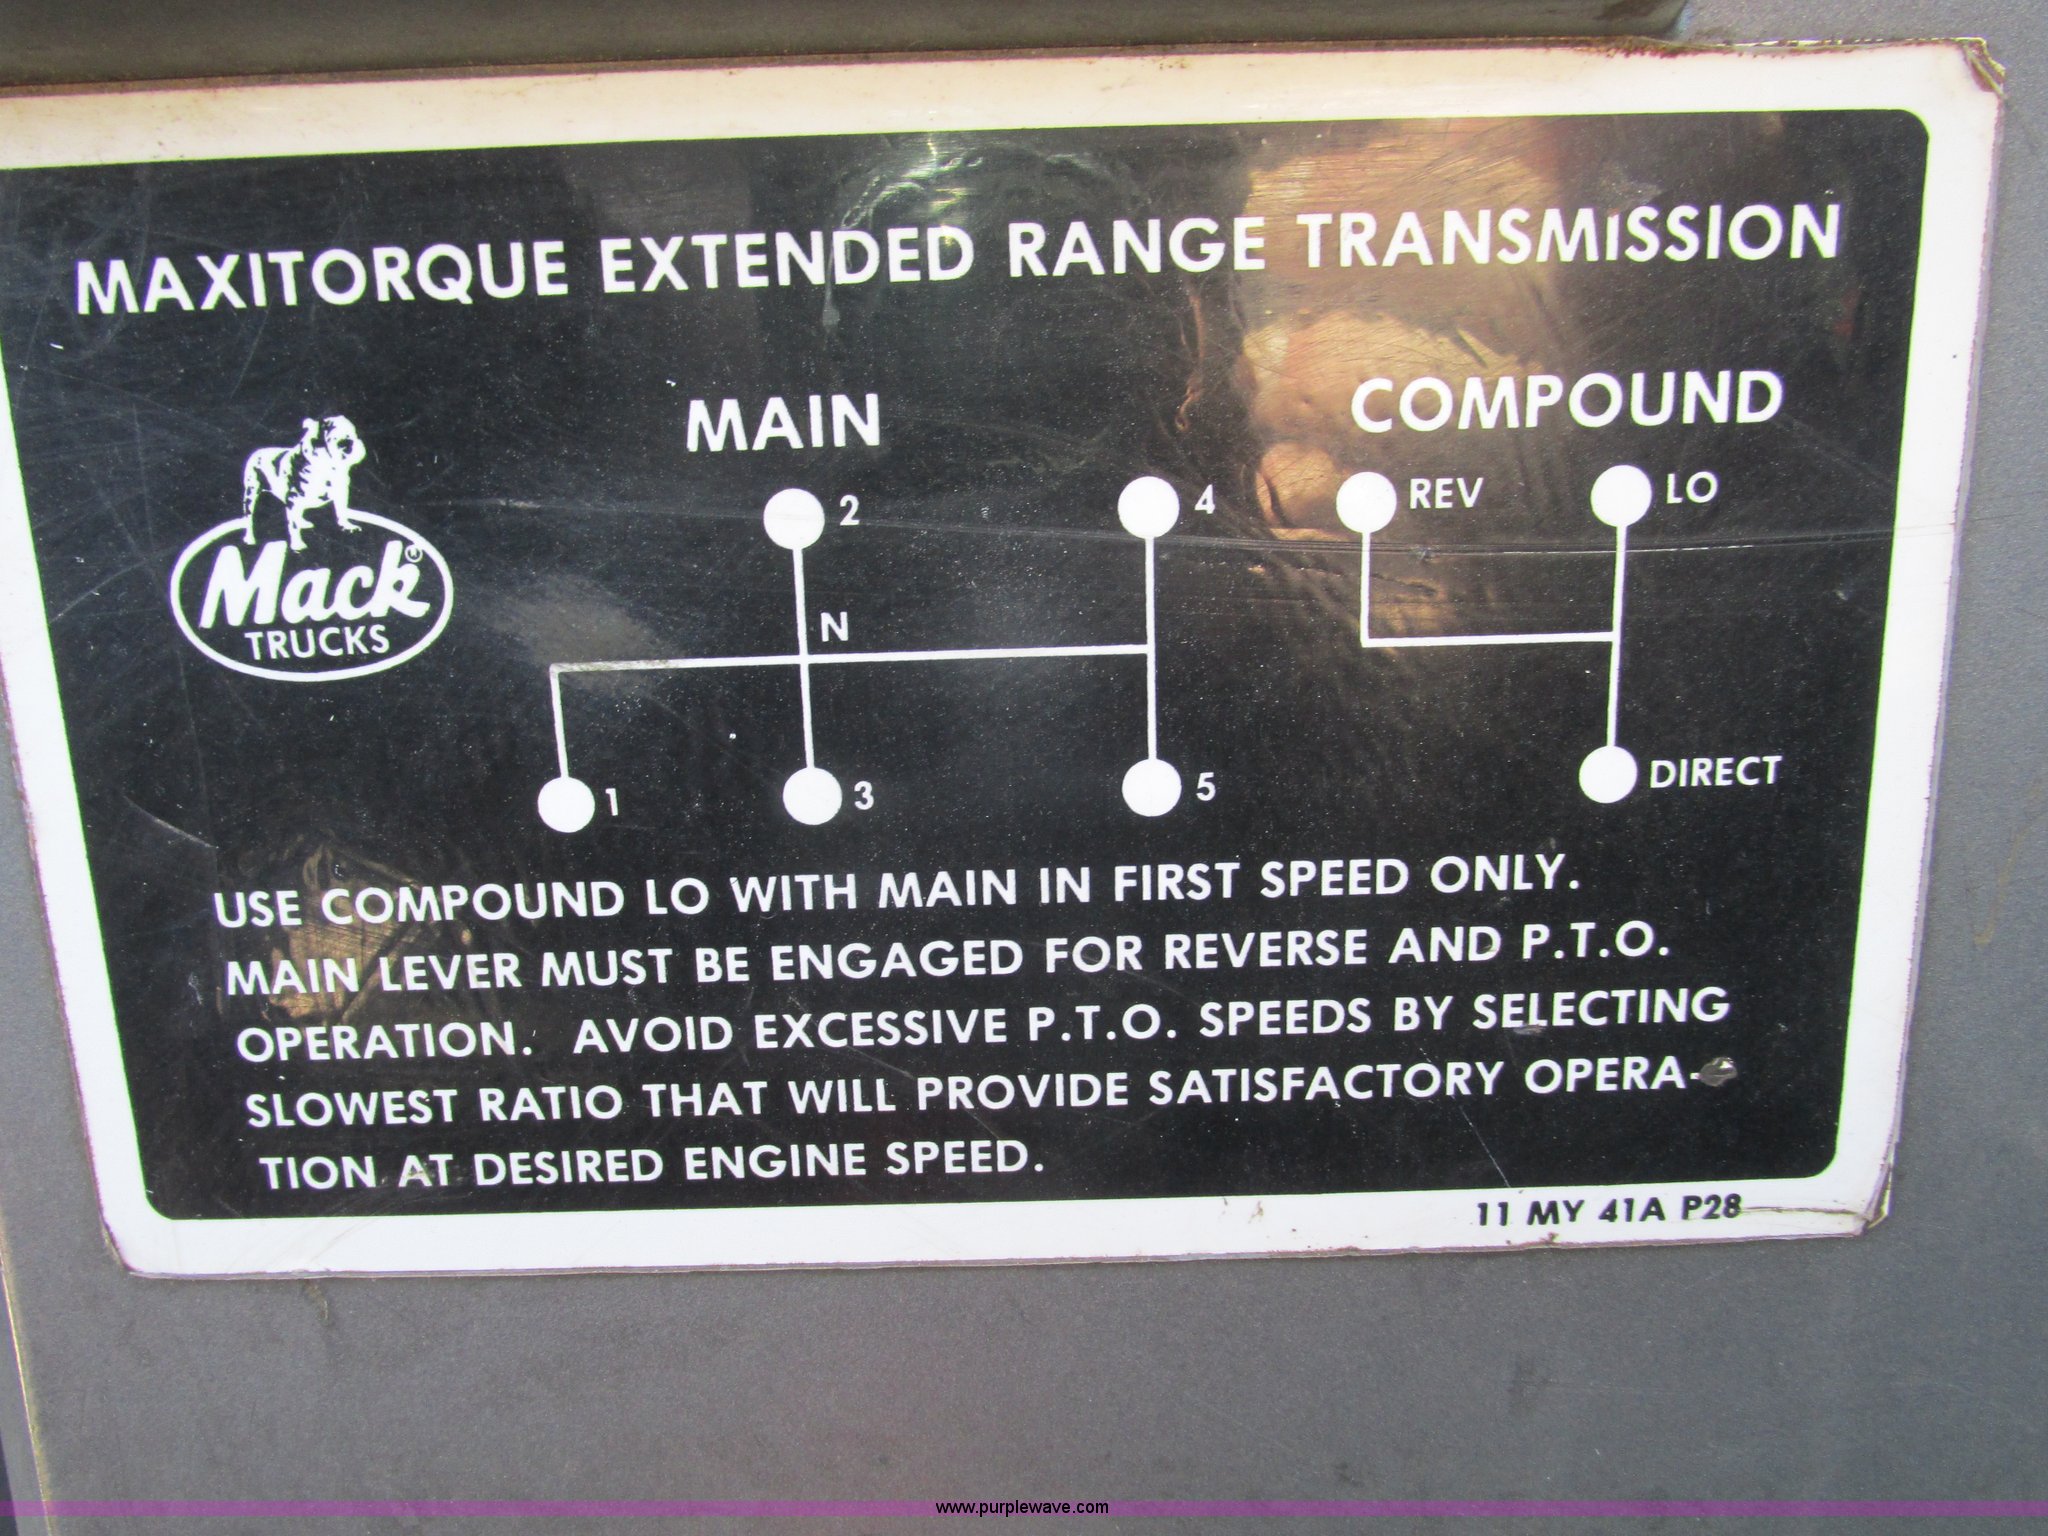 MAXITORQUE EXTENDED RANGE TRANSMISSION
MAIN
COMPOUND
2
4
REV
LO
N
1
3
5
DIRECT
Mack®
TRUCKS
USE COMPOUND LO WITH MAIN IN FIRST SPEED ONLY.
MAIN LEVER MUST BE ENGAGED FOR REVERSE AND P.T.O.
OPERATION. AVOID EXCESSIVE P.T.O. SPEEDS BY SELECTING
SLOWEST RATIO THAT WILL PROVIDE SATISFACTORY OPERA-
TION AT DESIRED ENGINE SPEED.
11 MY 41A P28
www.purplewave.com